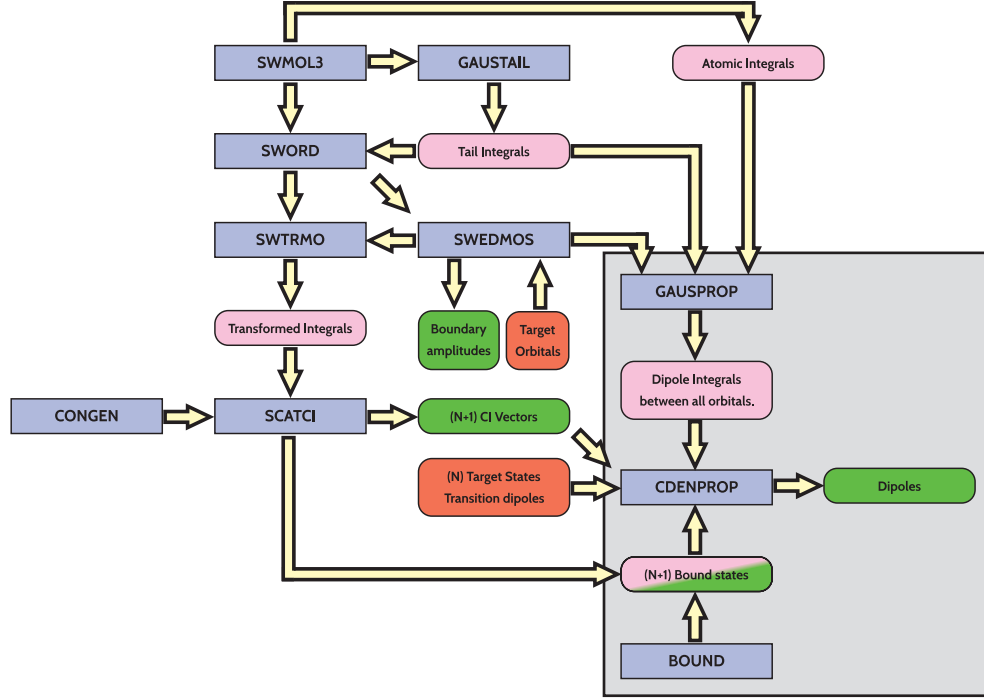 SWMOL3
GAUSTAIL
Atomic Integrals
SWORD
Tail Integrals
SWTRMO
SWEDMOS
GAUSPROP
Transformed Integrals
Boundary
amplitudes
Target
Orbitals
Dipole Integrals
between all orbitals.
CONGEN
SCATCI
(N+1) CI Vectors
(N) Target States
Transition dipoles
CDENPROP
Dipoles
(N+1) Bound states
BOUND